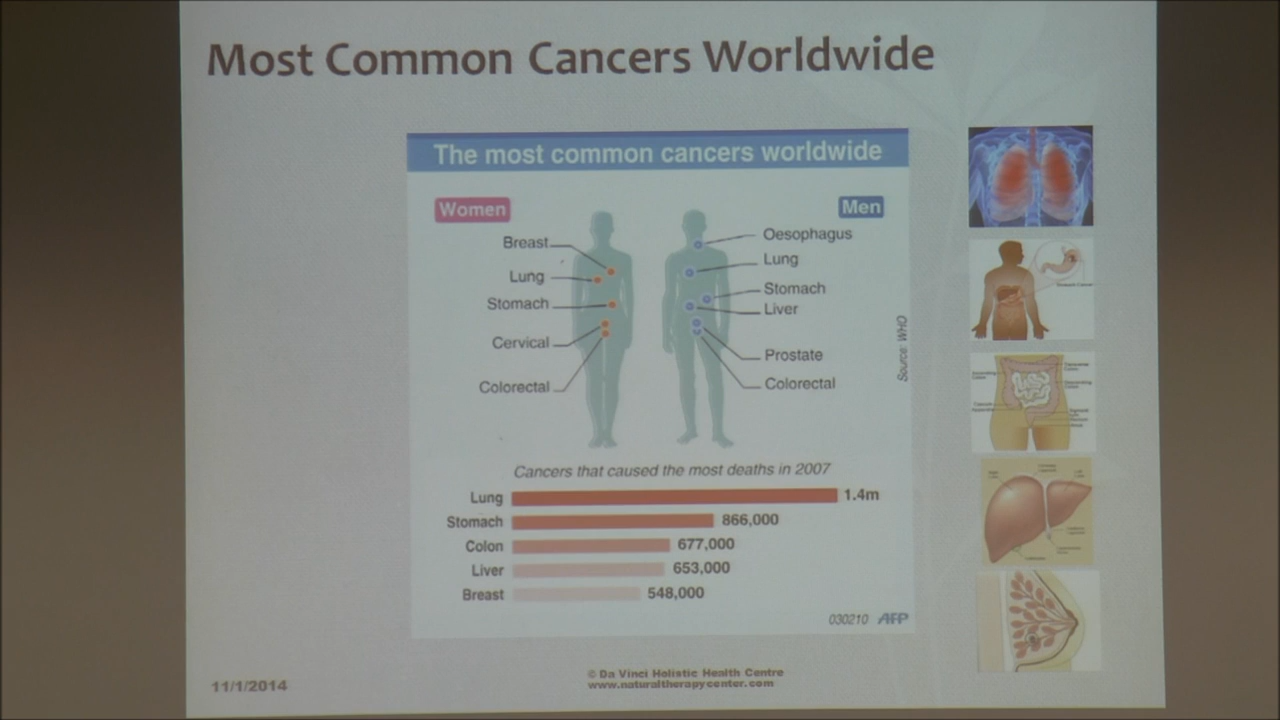 Most Common Cancers Worldwide
The most common cancers worldwide
Women
Men
Breast
Lung
Stomach
Cervical
Colorectal
Oesophagus
Lung
Stomach
Liver
Prostate
Colorectal
Source: WHO
Cancers that caused the most deaths in 2007
Lung 1.4m
Stomach 866,000
Colon 677,000
Liver 653,000
Breast 548,000
030210 AFP
11/1/2014
© Da Vinci Holistic Health Centre
www.naturaltherapycenter.com